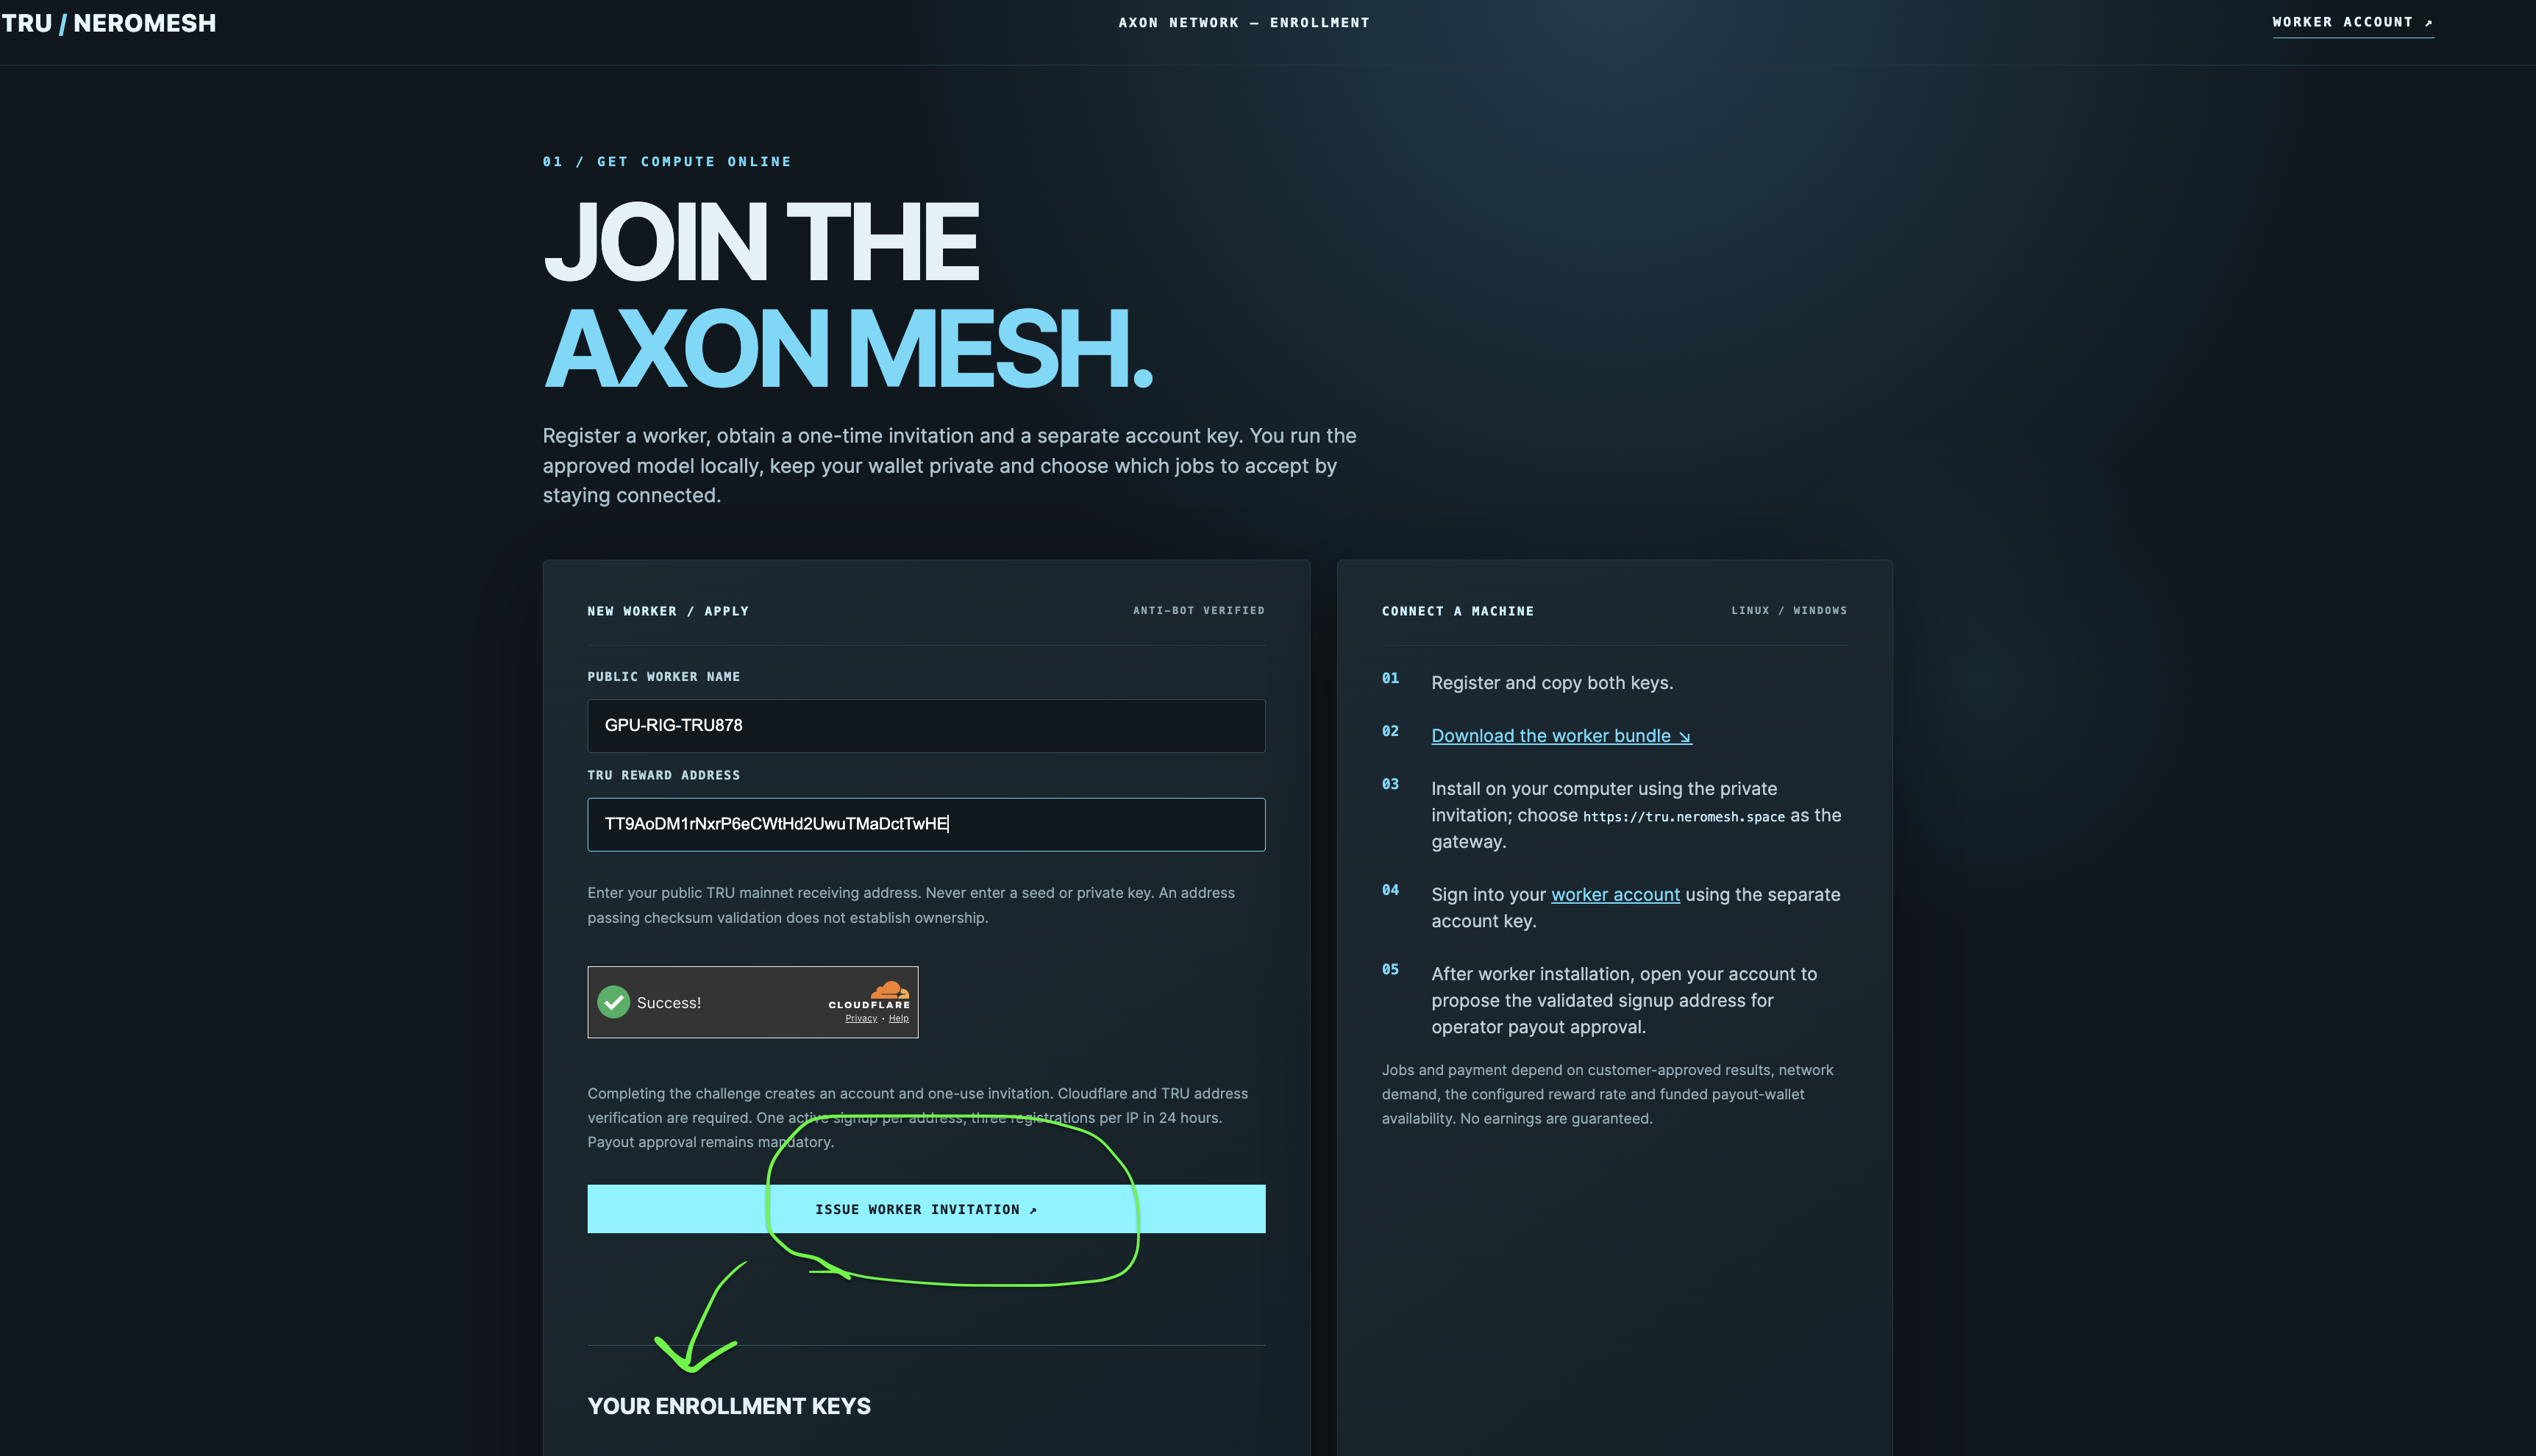 TRU / NEROMESH
AXON NETWORK — ENROLLMENT
WORKER ACCOUNT ↗
01 / GET COMPUTE ONLINE
JOIN THE
AXON MESH.
Register a worker, obtain a one-time invitation and a separate account key. You run the
approved model locally, keep your wallet private and choose which jobs to accept by
staying connected.
NEW WORKER / APPLY
ANTI-BOT VERIFIED
PUBLIC WORKER NAME
GPU-RIG-TRU878
TRU REWARD ADDRESS
TT9AoDM1rNxrP6eCWtHd2UwuTMaDctTwHE
Enter your public TRU mainnet receiving address. Never enter a seed or private key. An address
passing checksum validation does not establish ownership.
Success!
CLOUDFLARE
Privacy • Help
Completing the challenge creates an account and one-use invitation. Cloudflare and TRU address
verification are required. One active signup per address, three registrations per IP in 24 hours.
Payout approval remains mandatory.
ISSUE WORKER INVITATION ↗
YOUR ENROLLMENT KEYS
CONNECT A MACHINE
LINUX / WINDOWS
01 Register and copy both keys.
02 Download the worker bundle ↘
03 Install on your computer using the private
invitation; choose https://tru.neromesh.space as the
gateway.
04 Sign into your worker account using the separate
account key.
05 After worker installation, open your account to
propose the validated signup address for
operator payout approval.
Jobs and payment depend on customer-approved results, network
demand, the configured reward rate and funded payout-wallet
availability. No earnings are guaranteed.